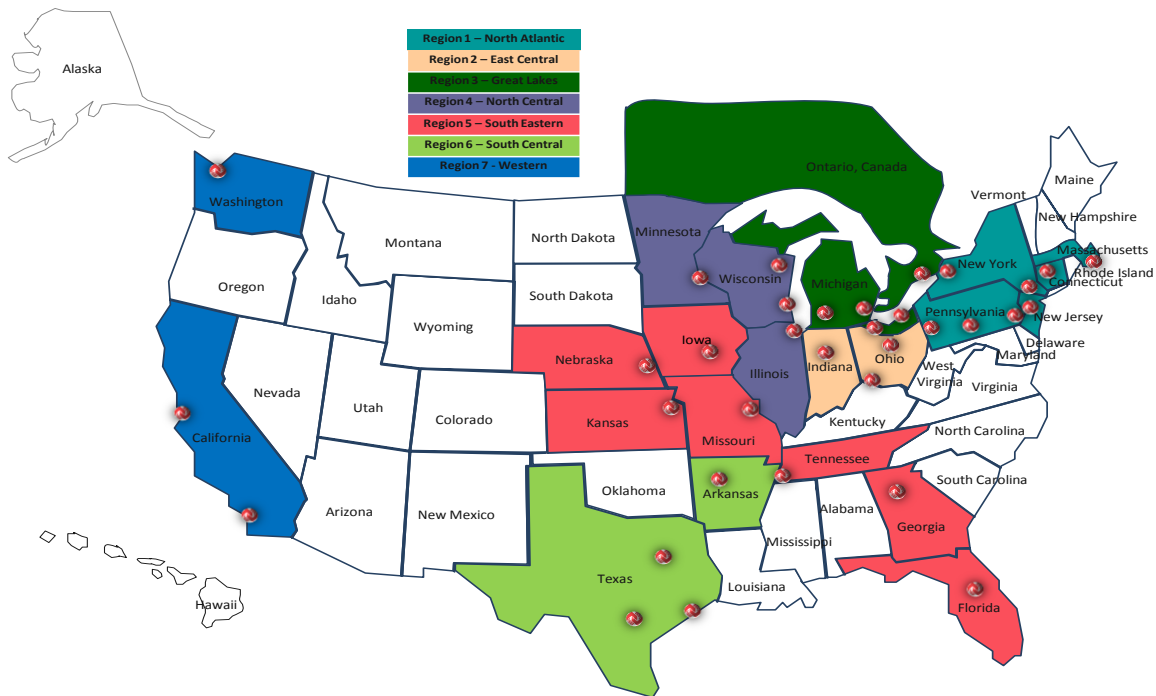 Region 1 – North Atlantic
Region 2 – East Central
Region 3 – Great Lakes
Region 4 – North Central
Region 5 – South Eastern
Region 6 – South Central
Region 7 - Western
Alaska
Ontario, Canada
Maine
Vermont
Washington
New Hampshire
Minnesota
North Dakota
Montana
Massachusetts
New York
Rhode Island
Wisconsin
Connecticut
Michigan
Oregon
South Dakota
Idaho
Pennsylvania
New Jersey
Wyoming
Iowa
Delaware
Maryland
Nebraska
Ohio
Indiana
West
Virginia
Illinois
Virginia
Nevada
Utah
Colorado
Kansas
Kentucky
North Carolina
California
Missouri
Tennessee
South Carolina
Oklahoma
Arkansas
Arizona
New Mexico
Alabama
Georgia
Mississippi
Texas
Louisiana
Hawaii
Florida